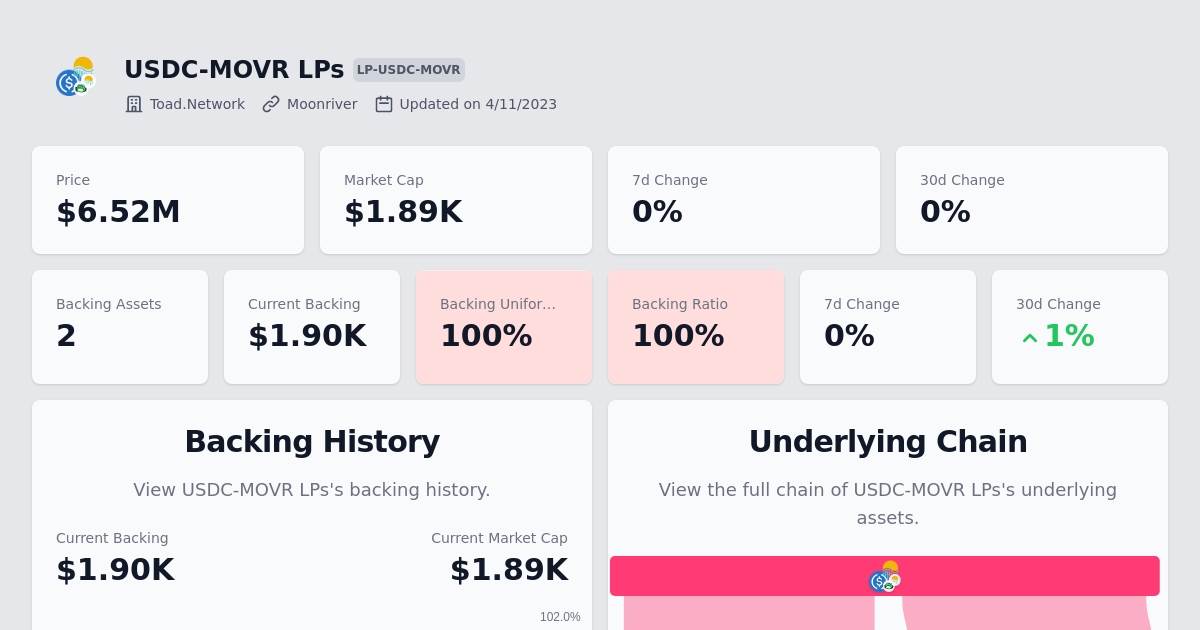 USDC-MOVR LPs LP-USDC-MOVR
Toad.Network Moonriver Updated on 4/11/2023
Price
$6.52M
Market Cap
$1.89K
7d Change
0%
30d Change
0%
Backing Assets
2
Current Backing
$1.90K
Backing Unifor...
100%
Backing Ratio
100%
7d Change
0%
30d Change
1%
Backing History
View USDC-MOVR LPs's backing history.
Current Backing
$1.90K
Current Market Cap
$1.89K
102.0%
Underlying Chain
View the full chain of USDC-MOVR LPs's underlying
assets.